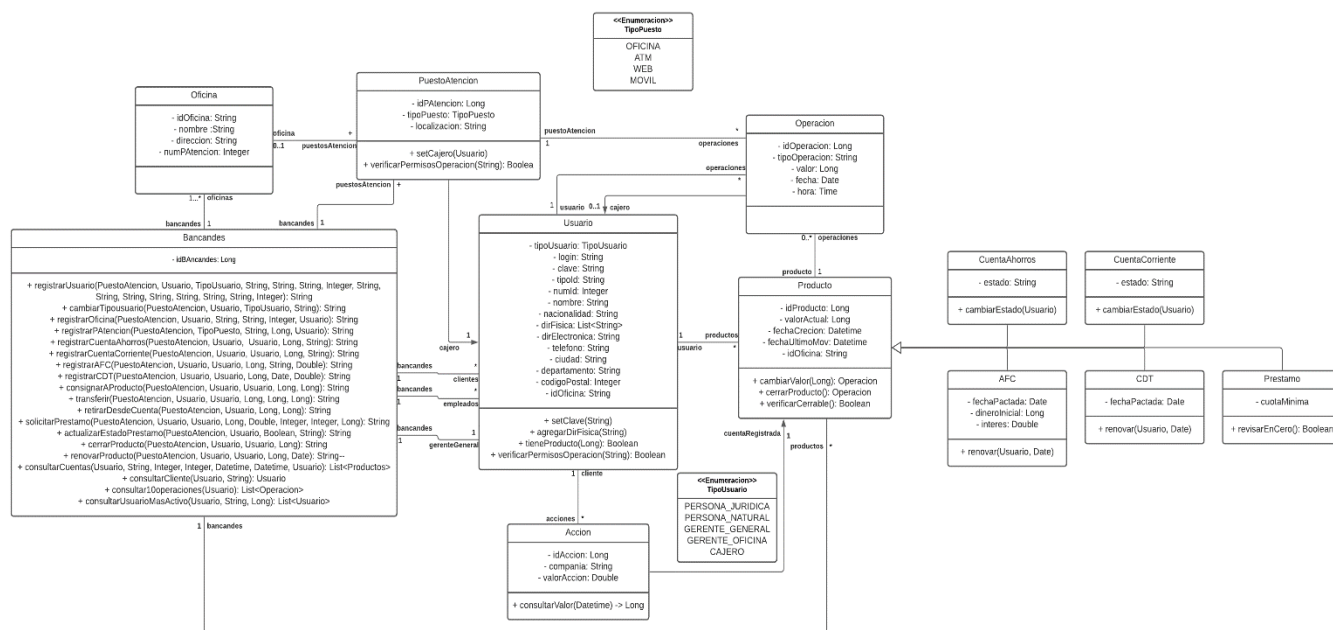 <<Enumeracion>>
TipoPuesto
OFICINA
ATM
WEB
MOVIL
PuestoAtencion
- idPAtencion: Long
- tipoPuesto: TipoPuesto
- localizacion: String
+ setCajero(Usuario)
+ verificarPermisosOperacion(String): Boolea
Oficina
- idOficina: String
- nombre :String
- direccion: String
- numPAtencion: Integer
oficina
0..1
+
puestosAtencion
puestoAtencion
1
*
operaciones
Operacion
- idOperacion: Long
- tipoOperacion: String
- valor: Long
- fecha: Date
- hora: Time
operaciones
*
1
usuario
0..1
cajero
puestosAtencion
+
1...*
oficinas
bancandes
1
bancandes
1
Bancandes
- idBAncandes: Long
+ registrarUsuario(PuestoAtencion, Usuario, TipoUsuario, String, String, String, Integer, String,
String, String, String, String, String, String, Integer): String
+ cambiarTipousuario(PuestoAtencion, Usuario, TipoUsuario, String): String
+ registrarOficina(PuestoAtencion, Usuario, String, String, Integer, Usuario): String
+ registrarPAtencion(PuestoAtencion, TipoPuesto, String, Long, Usuario): String
+ registrarCuentaAhorros(PuestoAtencion, Usuario, Usuario, Long, String): String
+ registrarCuentaCorriente(PuestoAtencion, Usuario, Usuario, Long, String): String
+ registrarAFC(PuestoAtencion, Usuario, Usuario, Long, String, Double): String
+ registrarCDT(PuestoAtencion, Usuario, Usuario, Long, Date, Double): String
+ consignarAProducto(PuestoAtencion, Usuario, Usuario, Long, Long): String
+ transferir(PuestoAtencion, Usuario, Usuario, Long, Long, Long): String
+ retirarDesdeCuenta(PuestoAtencion, Usuario, Usuario, Long, Long): String
+ solicitarPrestamo(PuestoAtencion, Usuario, Usuario, Long, Double, Integer, Integer, Long): String
+ actualizarEstadoPrestamo(PuestoAtencion, Usuario, Boolean, String): String
+ cerrarProducto(PuestoAtencion, Usuario, Usuario, Long): String
+ renovarProducto(PuestoAtencion, Usuario, Usuario, Long, Date): String--
+ consultarCuentas(Usuario, String, Integer, Integer, Datetime, Datetime, Usuario): List<Productos>
+ consultarCliente(Usuario, String): Usuario
+ consultar10operaciones(Usuario): List<Operacion>
+ consultarUsuarioMasActivo(Usuario, String, Long): List<Usuario>
1
bancandes
Usuario
- tipoUsuario: TipoUsuario
- login: String
- clave: String
- tipoId: String
- numId: Integer
- nombre: String
- nacionalidad: String
- dirFisica: List<String>
- dirElectronica: String
- telefono: String
- ciudad: String
- departamento: String
- codigoPostal: Integer
- idOficina: String
+ setClave(String)
+ agregarDirFisica(String)
+ tieneProducto(Long): Boolean
+ verificarPermisosOperacion(String): Boolean
1
cajero
bancandes
*
1
clientes
bancandes
*
1
empleados
bancandes
1
1
gerenteGeneral
1
productos
usuario
*
0..*
operaciones
producto
1
Producto
- idProducto: Long
- valorActual: Long
- fechaCrecion: Datetime
- fechaUltimoMov: Datetime
- idOficina: String
+ cambiarValor(Long): Operacion
+ cerrarProducto(): Operacion
+ verificarCerrable(): Boolean
CuentaAhorros
- estado: String
+ cambiarEstado(Usuario)
CuentaCorriente
- estado: String
+ cambiarEstado(Usuario)
AFC
- fechaPactada: Date
- dineroInicial: Long
- interes: Double
+ renovar(Usuario, Date)
CDT
- fechaPactada: Date
+ renovar(Usuario, Date)
Prestamo
- cuotaMinima
+ revisarEnCero(): Boolean
cuentaRegistrada
1
productos
*
1
cliente
acciones
*
Accion
- idAccion: Long
- compania: String
- valorAccion: Double
+ consultarValor(Datetime) -> Long
<<Enumeracion>>
TipoUsuario
PERSONA_JURIDICA
PERSONA_NATURAL
GERENTE_GENERAL
GERENTE_OFICINA
CAJERO